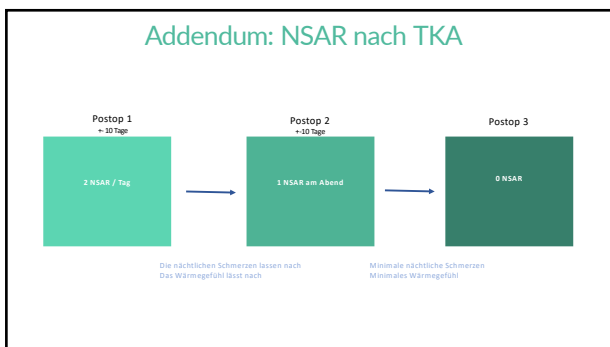 Addendum: NSAR nach TKA
Postop 1
+- 10 Tage
2 NSAR / Tag
Postop 2
+-10 Tage
1 NSAR am Abend
Postop 3
0 NSAR
Die nächtlichen Schmerzen lassen nach
Das Wärmegefühl lässt nach
Minimale nächtliche Schmerzen
Minimales Wärmegefühl